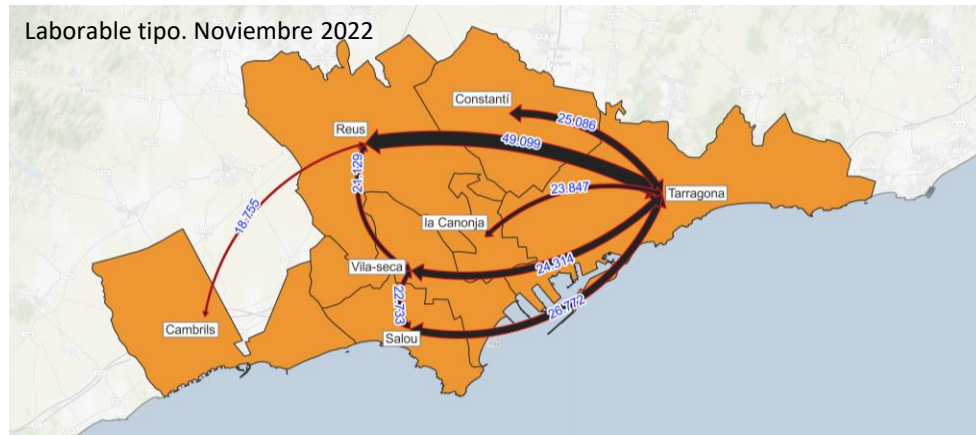 Laborable tipo. Noviembre 2022
Constantí
25.086
Reus
49.099
21.129
23.847
Tarragona
18.755
la Canonja
Vila-seca
24.314
22.733
26.772
Cambrils
Salou